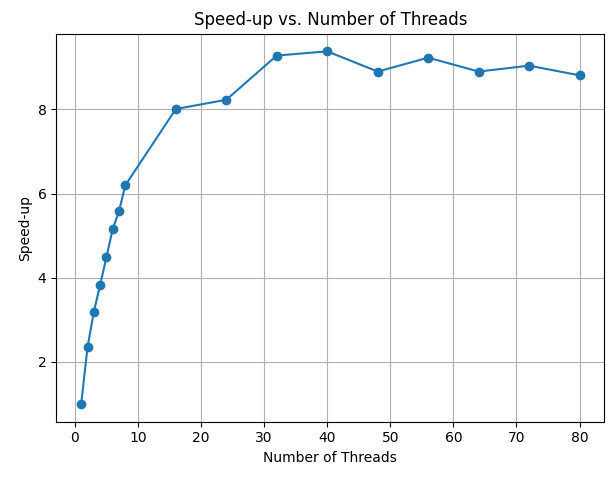 Speed-up vs. Number of Threads
8
6
4
2
Speed-up
0 10 20 30 40 50 60 70 80
Number of Threads